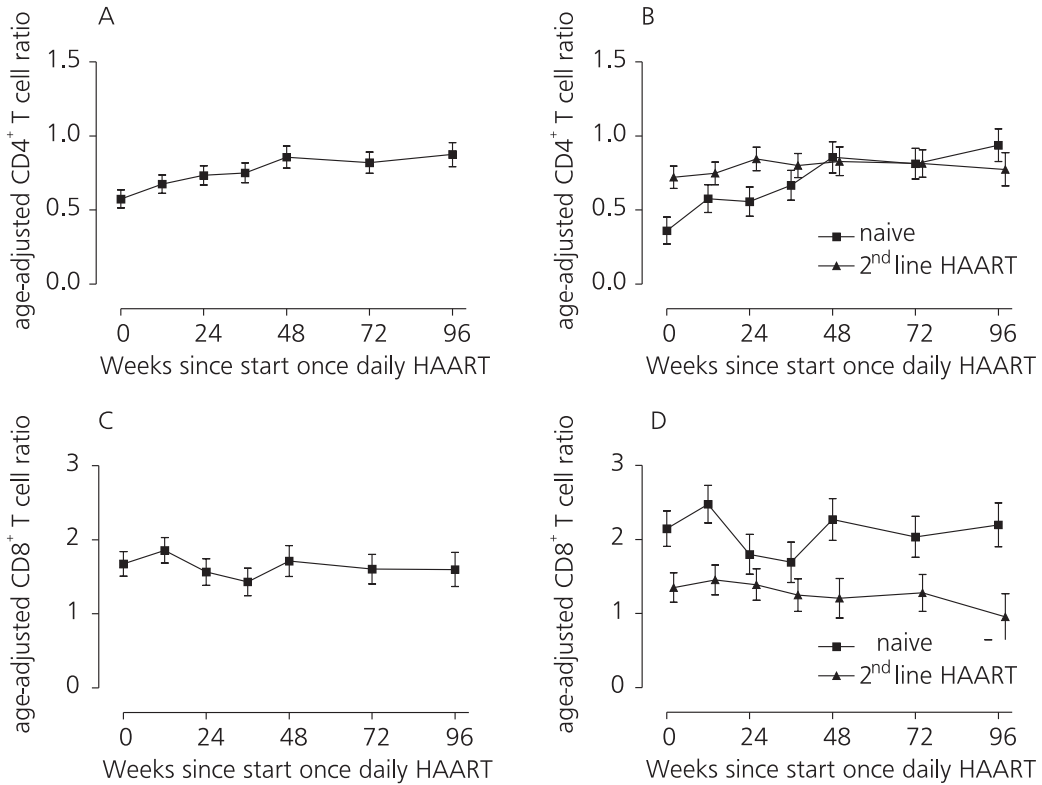 A
age-adjusted CD4⁺ T cell ratio
1.5
1.0
0.5
0.0
0 24 48 72 96
Weeks since start once daily HAART
B
age-adjusted CD4⁺ T cell ratio
1.5
1.0
0.5
0.0
naive
2ⁿᵈ line HAART
0 24 48 72 96
Weeks since start once daily HAART
C
age-adjusted CD8⁺ T cell ratio
3
2
1
0
0 24 48 72 96
Weeks since start once daily HAART
D
age-adjusted CD8⁺ T cell ratio
3
2
1
0
naive
2ⁿᵈ line HAART
0 24 48 72 96
Weeks since start once daily HAART